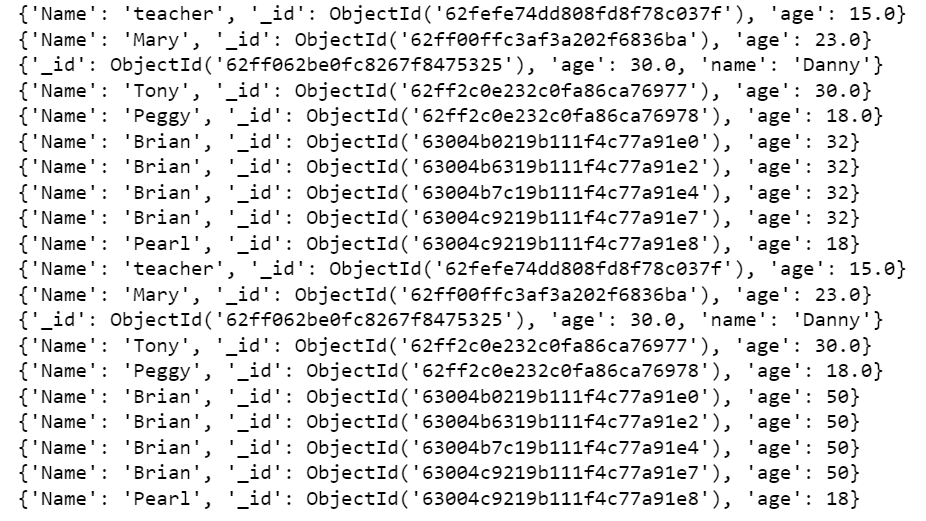 {'Name': 'teacher', '_id': ObjectId('62fefe74dd808fd8f78c037f'), 'age': 15.0}
{'Name': 'Mary', '_id': ObjectId('62ff00ffc3af3a202f6836ba'), 'age': 23.0}
{'_id': ObjectId('62ff062be0fc8267f8475325'), 'age': 30.0, 'name': 'Danny'}
{'Name': 'Tony', '_id': ObjectId('62ff2c0e232c0fa86ca76977'), 'age': 30.0}
{'Name': 'Peggy', '_id': ObjectId('62ff2c0e232c0fa86ca76978'), 'age': 18.0}
{'Name': 'Brian', '_id': ObjectId('63004b0219b111f4c77a91e0'), 'age': 32}
{'Name': 'Brian', '_id': ObjectId('63004b6319b111f4c77a91e2'), 'age': 32}
{'Name': 'Brian', '_id': ObjectId('63004b7c19b111f4c77a91e4'), 'age': 32}
{'Name': 'Brian', '_id': ObjectId('63004c9219b111f4c77a91e7'), 'age': 32}
{'Name': 'Pearl', '_id': ObjectId('63004c9219b111f4c77a91e8'), 'age': 18}
{'Name': 'teacher', '_id': ObjectId('62fefe74dd808fd8f78c037f'), 'age': 15.0}
{'Name': 'Mary', '_id': ObjectId('62ff00ffc3af3a202f6836ba'), 'age': 23.0}
{'_id': ObjectId('62ff062be0fc8267f8475325'), 'age': 30.0, 'name': 'Danny'}
{'Name': 'Tony', '_id': ObjectId('62ff2c0e232c0fa86ca76977'), 'age': 30.0}
{'Name': 'Peggy', '_id': ObjectId('62ff2c0e232c0fa86ca76978'), 'age': 18.0}
{'Name': 'Brian', '_id': ObjectId('63004b0219b111f4c77a91e0'), 'age': 50}
{'Name': 'Brian', '_id': ObjectId('63004b6319b111f4c77a91e2'), 'age': 50}
{'Name': 'Brian', '_id': ObjectId('63004b7c19b111f4c77a91e4'), 'age': 50}
{'Name': 'Brian', '_id': ObjectId('63004c9219b111f4c77a91e7'), 'age': 50}
{'Name': 'Pearl', '_id': ObjectId('63004c9219b111f4c77a91e8'), 'age': 18}